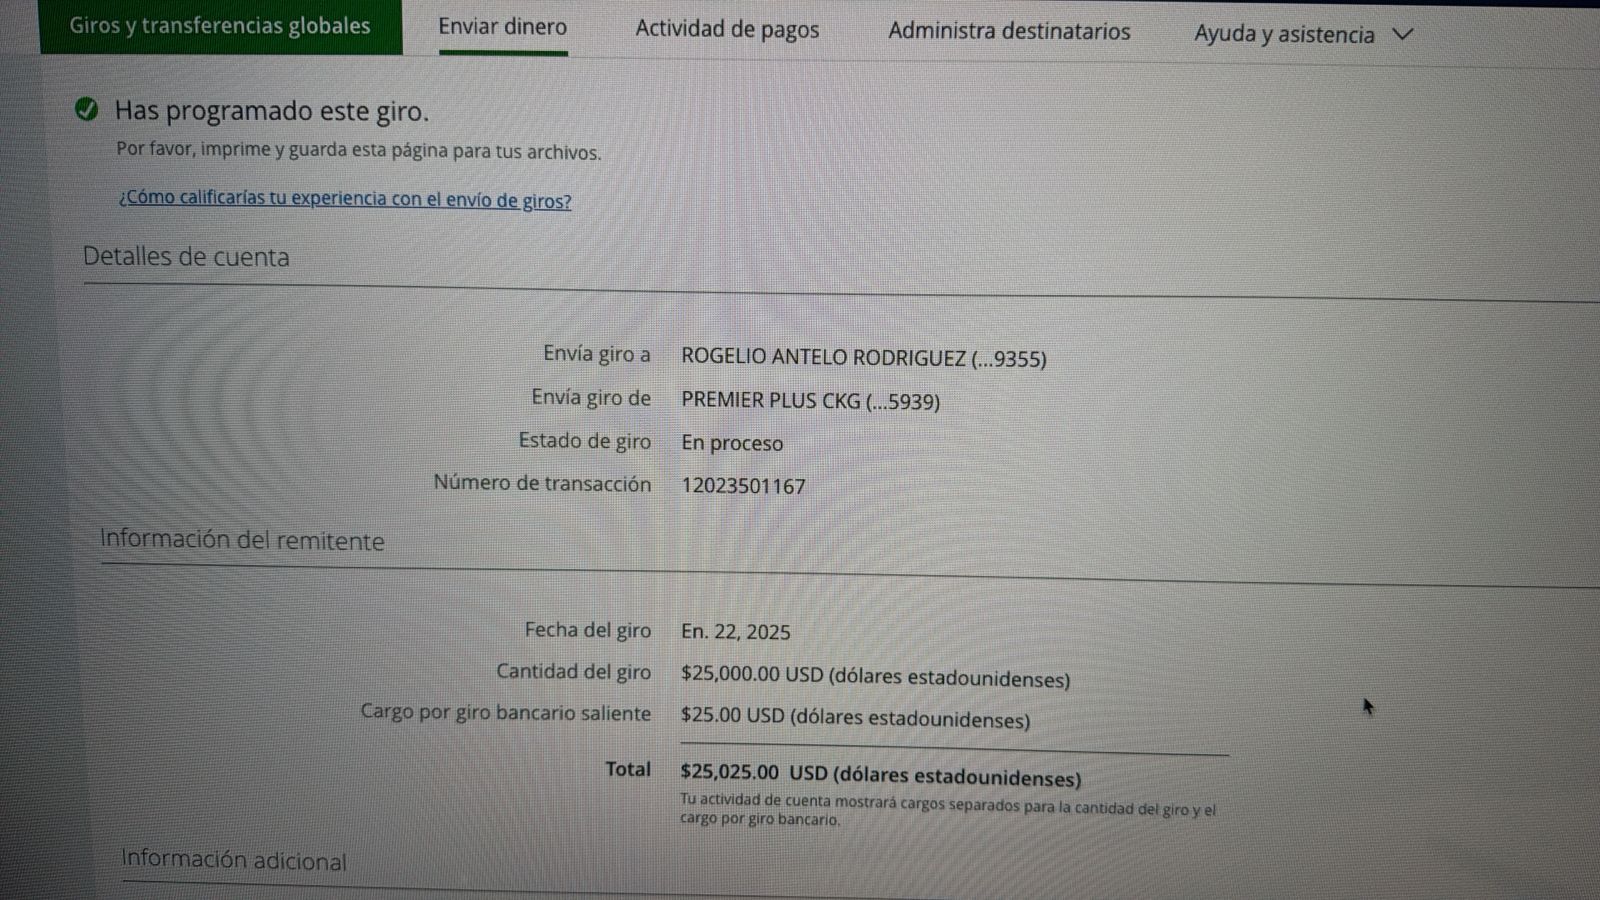 Giros y transferencias globales Enviar dinero Actividad de pagos Administra destinatarios Ayuda y asistencia
Has programado este giro.
Por favor, imprime y guarda esta página para tus archivos.
¿Cómo calificarías tu experiencia con el envío de giros?
Detalles de cuenta
Envía giro a ROGELIO ANTELO RODRIGUEZ (...9355)
Envía giro de PREMIER PLUS CKG (...5939)
Estado de giro En proceso
Número de transacción 12023501167
Información del remitente
Fecha del giro En. 22, 2025
Cantidad del giro $25,000.00 USD (dólares estadounidenses)
Cargo por giro bancario saliente $25.00 USD (dólares estadounidenses)
Total $25,025.00 USD (dólares estadounidenses)
Tu actividad de cuenta mostrará cargos separados para la cantidad del giro y el
cargo por giro bancario.
Información adicional